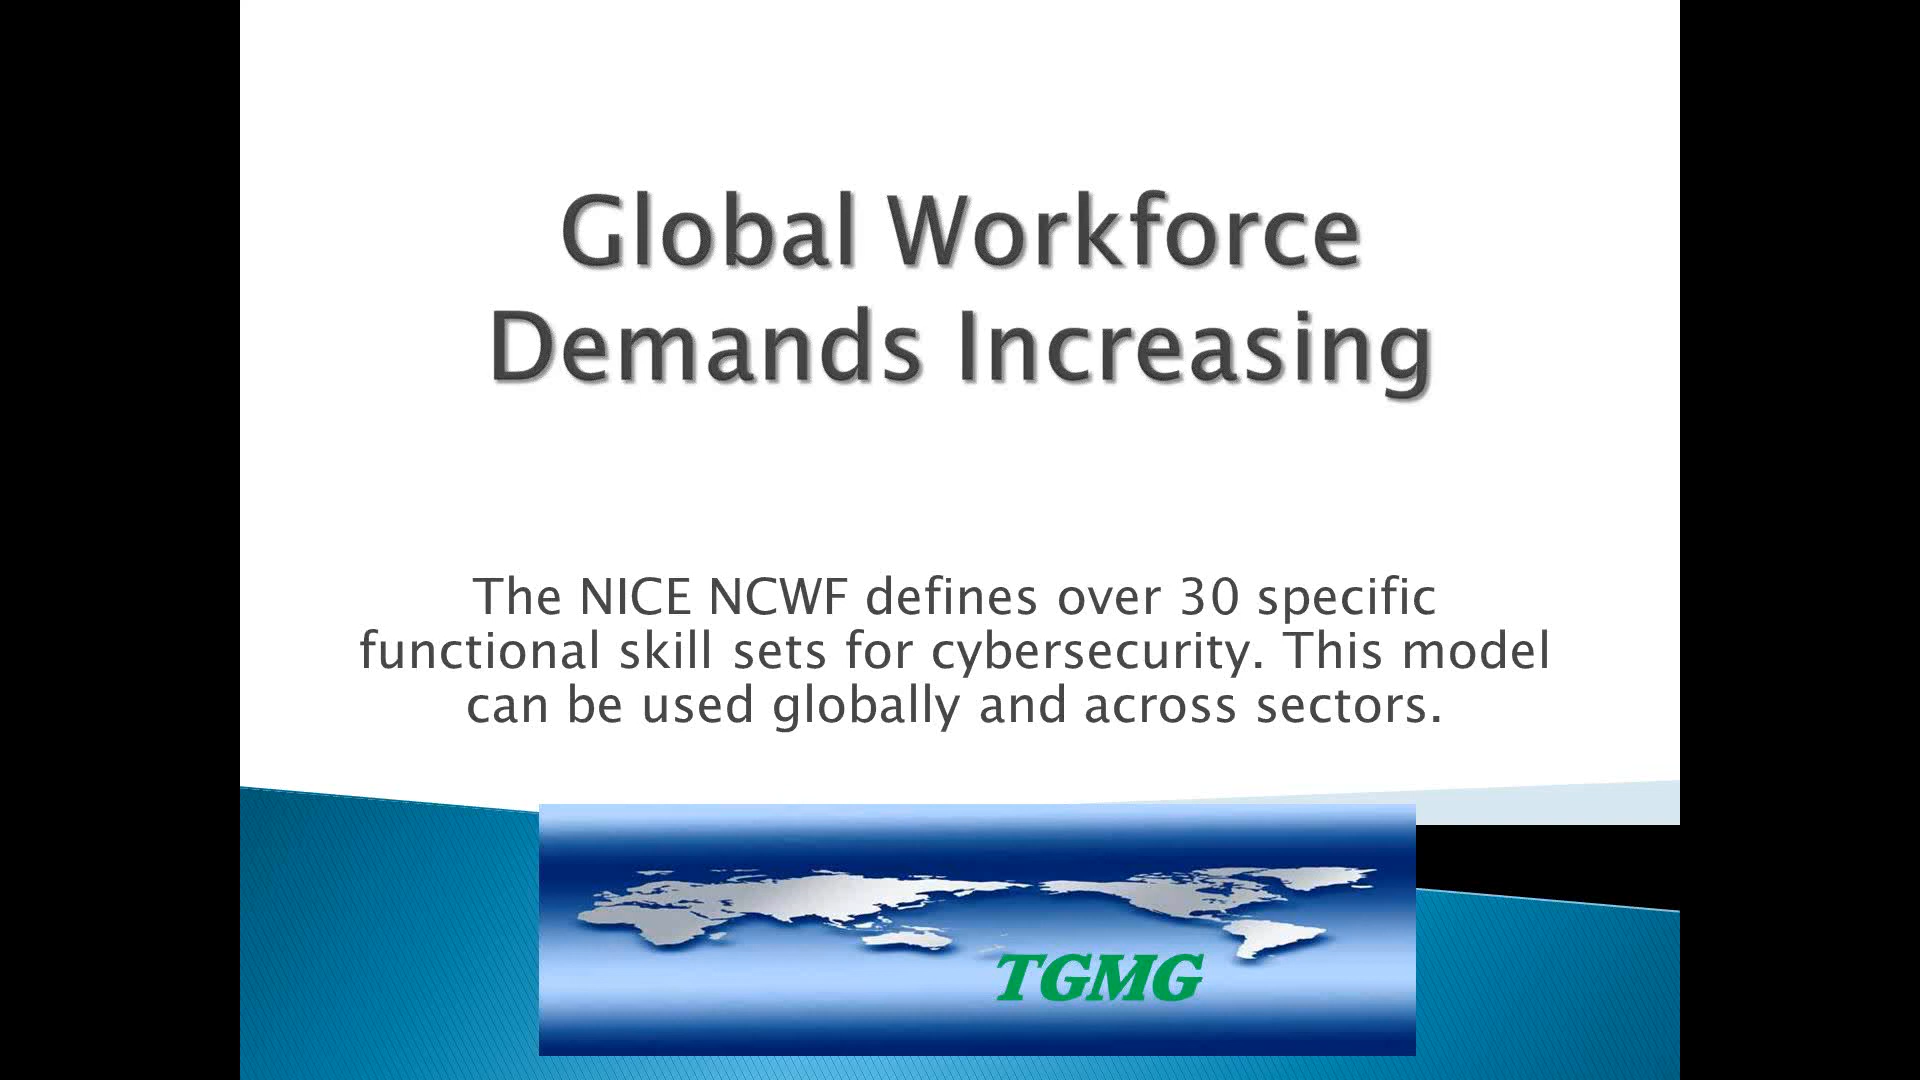 Global Workforce
Demands Increasing
The NICE NCWF defines over 30 specific
functional skill sets for cybersecurity. This model
can be used globally and across sectors.
TGMG